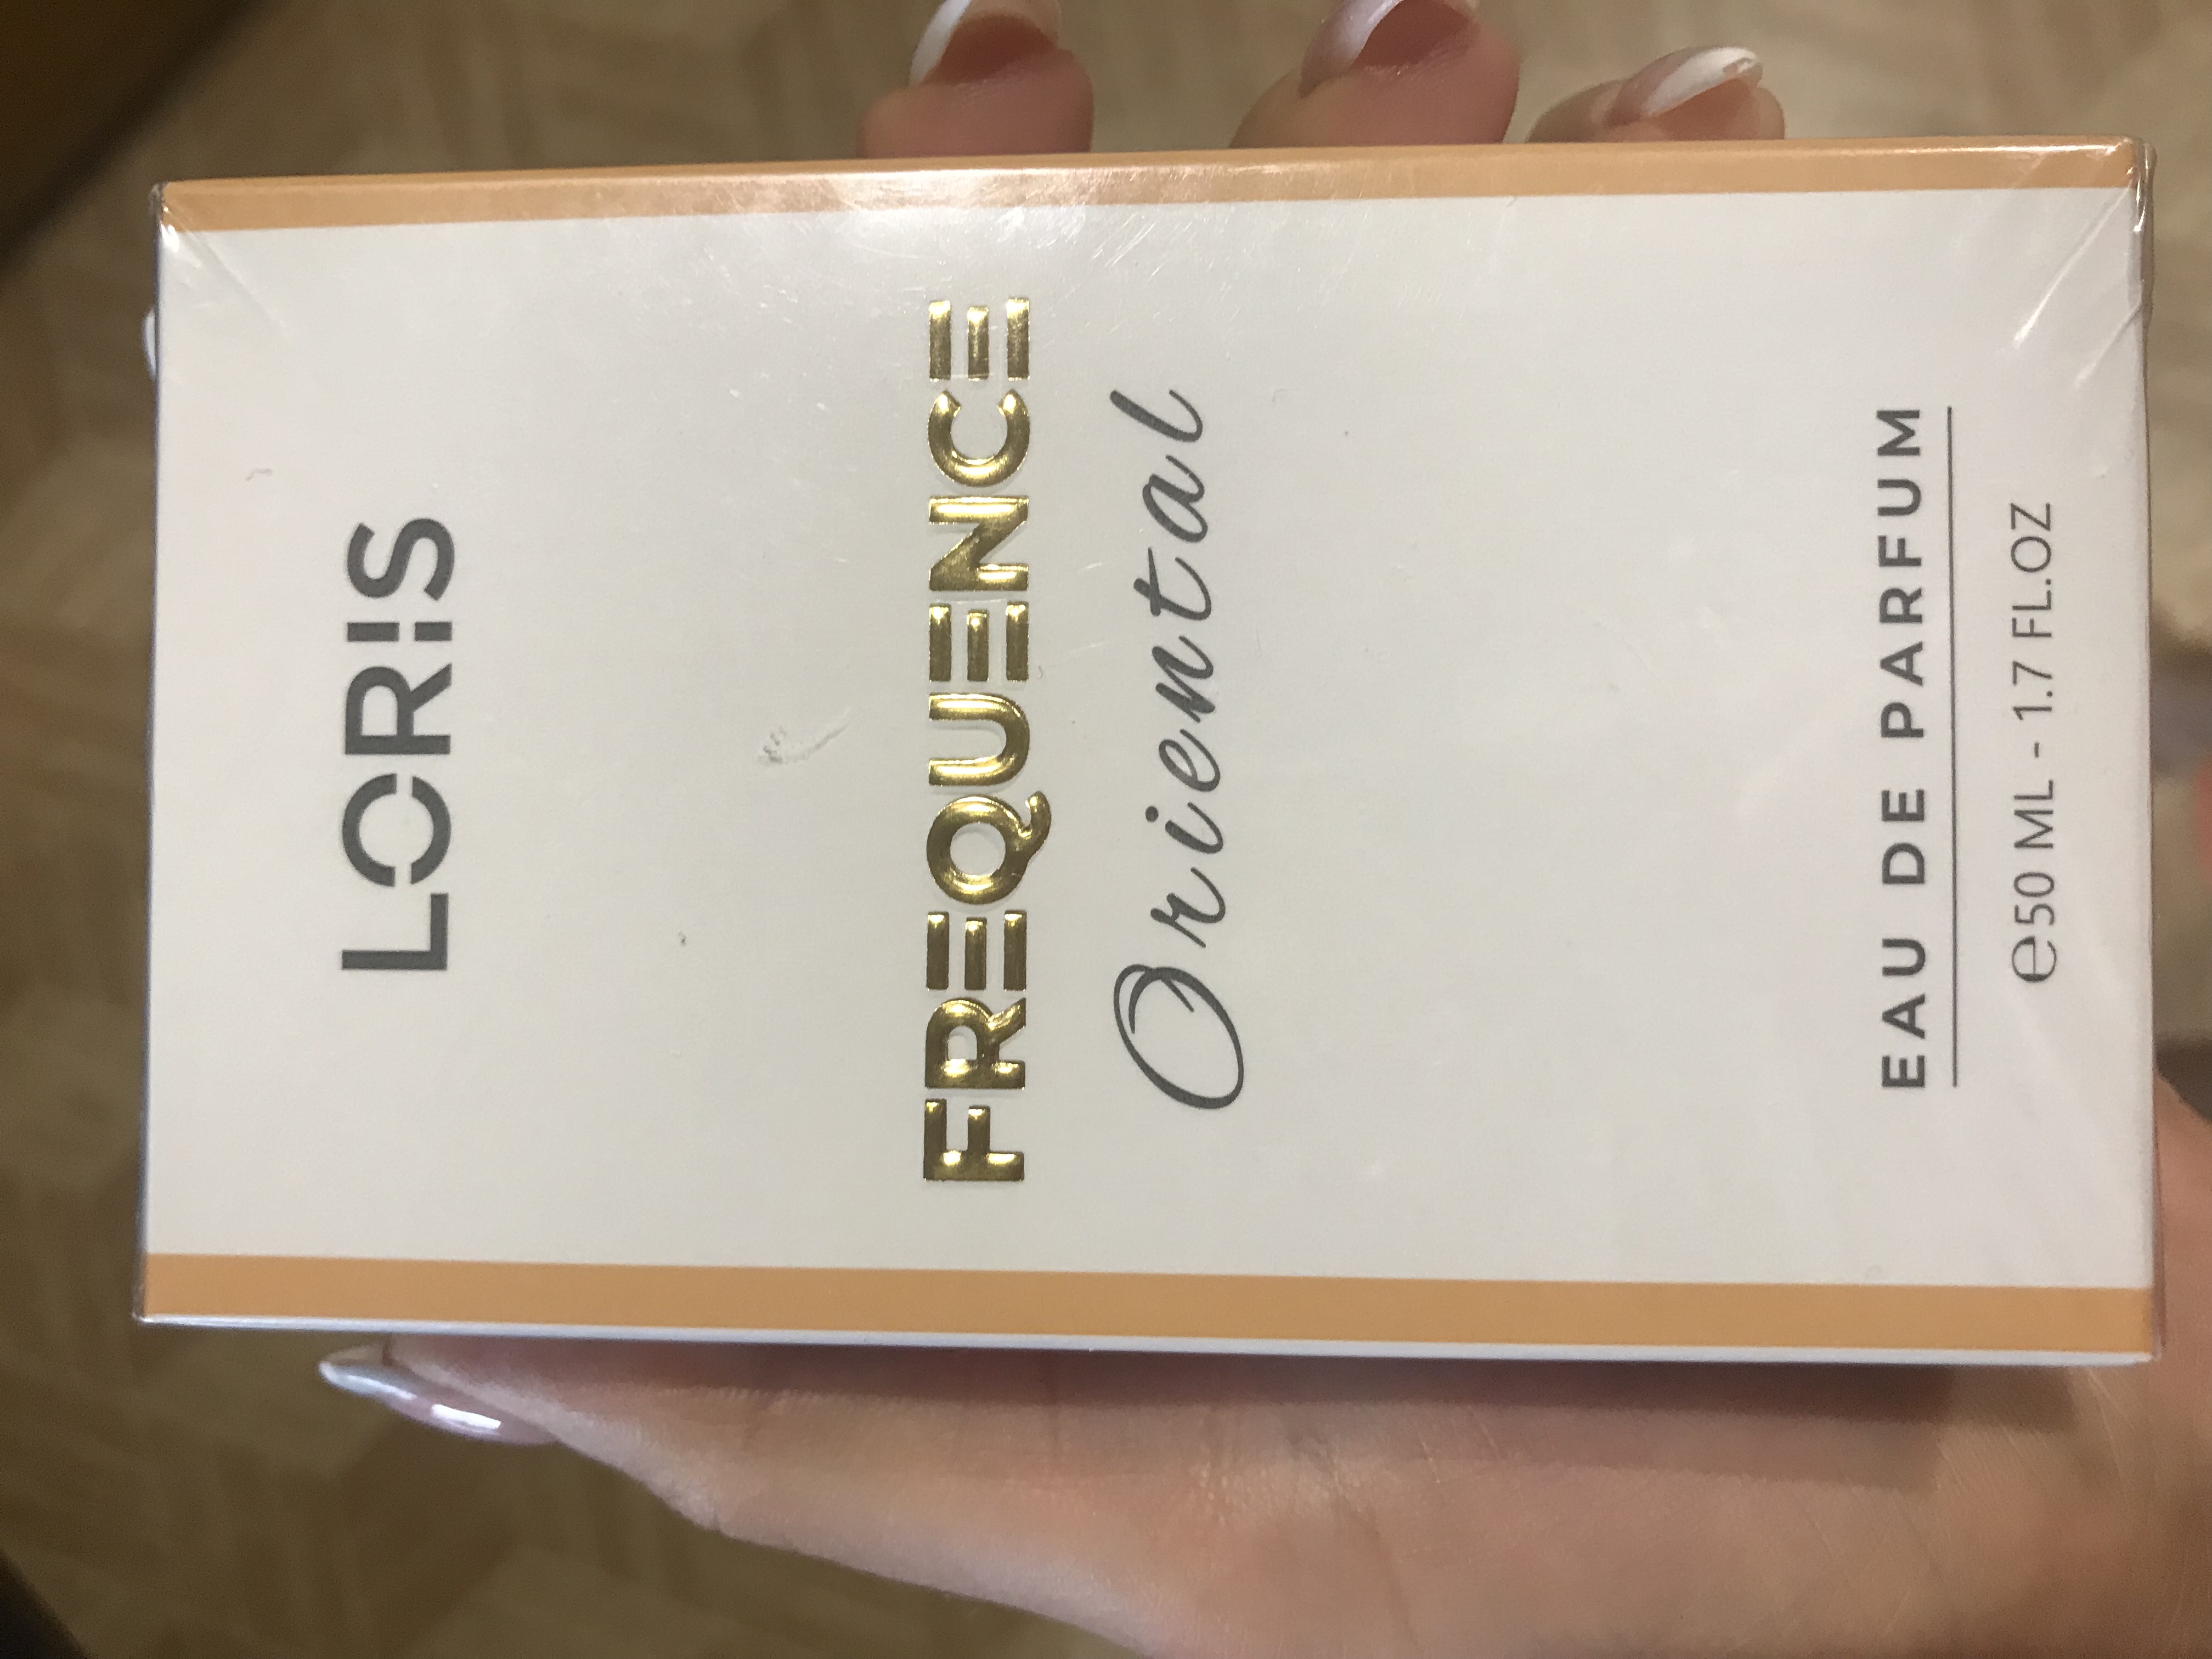 LORiS
FREQUENCE
Oriental
EAU DE PARFUM
℮50 ML - 1.7 FL.OZ